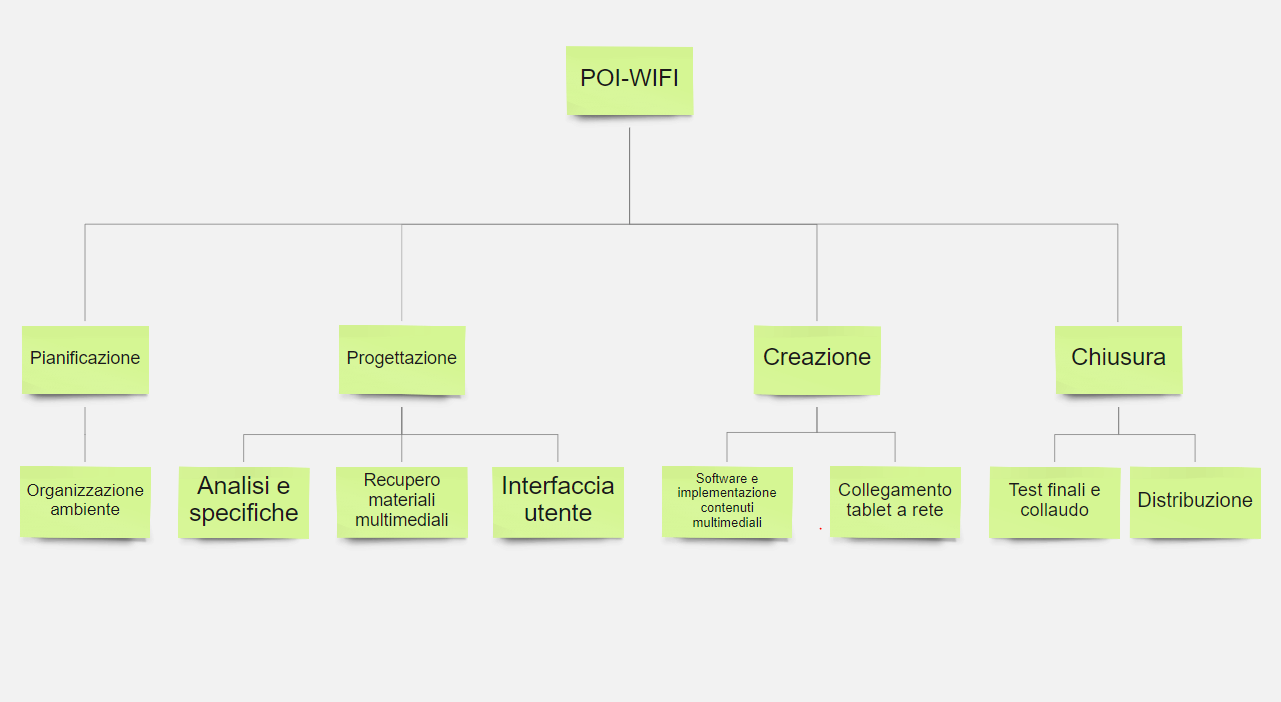 POI-WIFI
Pianificazione
Progettazione
Creazione
Chiusura
Organizzazione
ambiente
Analisi e
specifiche
Recupero
materiali
multimediali
Interfaccia
utente
Software e
implementazione
contenuti
multimediali
Collegamento
tablet a rete
Test finali e
collaudo
Distribuzione